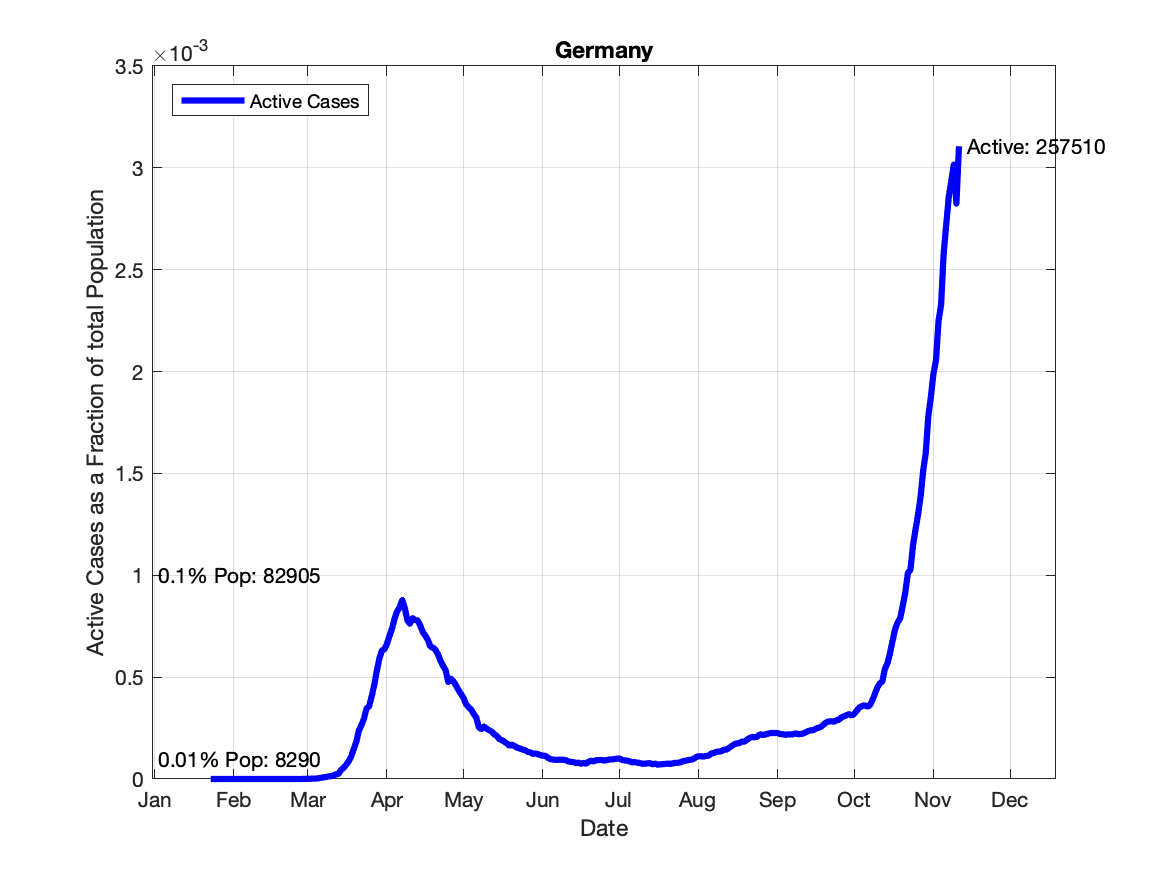 Germany
×10-3
3.5
3
2.5
2
1.5
1
0.5
0
Active Cases as a Fraction of total Population
Active Cases
Active: 257510
0.1% Pop: 82905
0.01% Pop: 8290
Jan Feb Mar Apr May Jun Jul Aug Sep Oct Nov Dec
Date